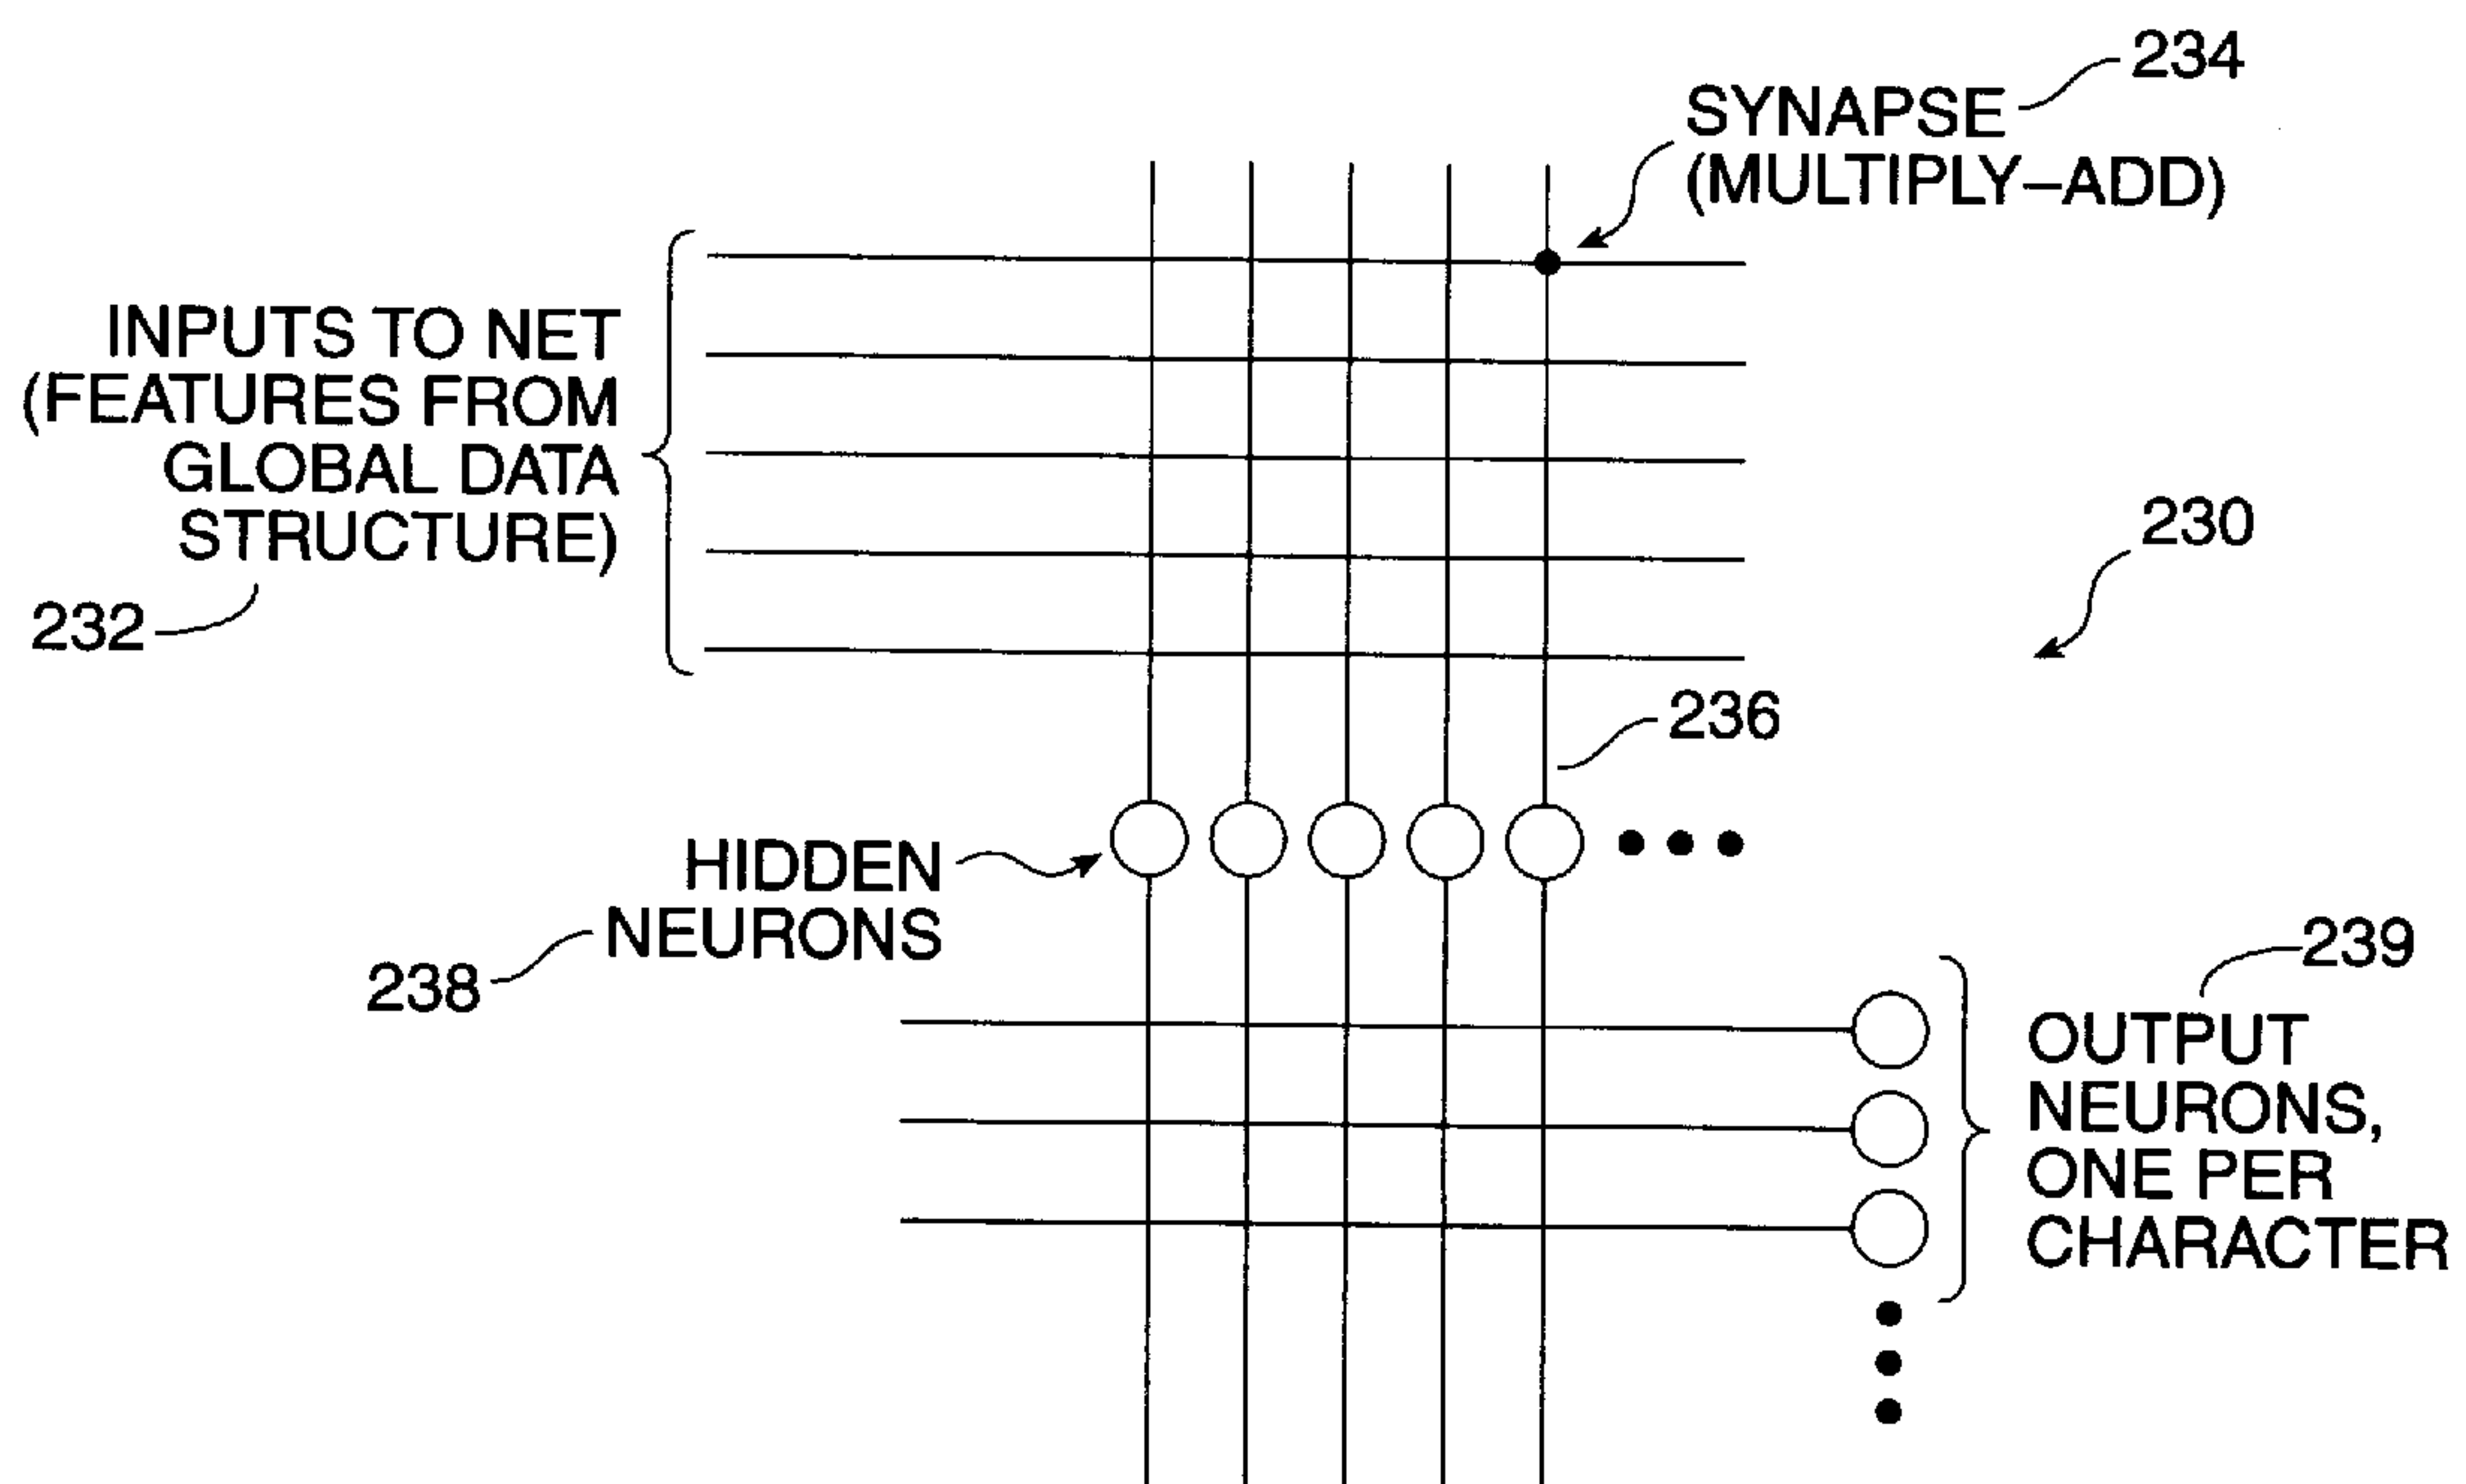 234
SYNAPSE
(MULTIPLY–ADD)
INPUTS TO NET
(FEATURES FROM
GLOBAL DATA
STRUCTURE)
232
230
236
HIDDEN
NEURONS
238
239
OUTPUT
NEURONS,
ONE PER
CHARACTER